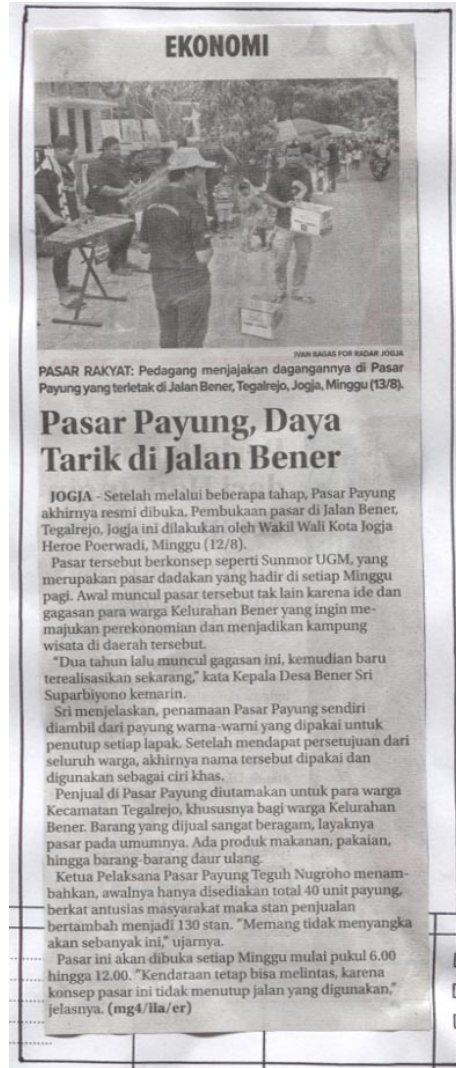 EKONOMI
IVAN BAGAS FOR RADAR JOGJA
PASAR RAKYAT: Pedagang menjajakan dagangannya di Pasar
Payung yang terletak di Jalan Bener, Tegalrejo, Jogja, Minggu (13/8).
Pasar Payung, Daya
Tarik di Jalan Bener
JOGJA - Setelah melalui beberapa tahap, Pasar Payung
akhirnya resmi dibuka. Pembukaan pasar di Jalan Bener,
Tegalrejo, Jogja ini dilakukan oleh Wakil Wali Kota Jogja
Heroe Poerwadi, Minggu (12/8).
Pasar tersebut berkonsep seperti Sunmor UGM, yang
merupakan pasar dadakan yang hadir di setiap Minggu
pagi. Awal muncul pasar tersebut tak lain karena ide dan
gagasan para warga Kelurahan Bener yang ingin me-
majukan perekonomian dan menjadikan kampung
wisata di daerah tersebut.
"Dua tahun lalu muncul gagasan ini, kemudian baru
terealisasikan sekarang," kata Kepala Desa Bener Sri
Suparbiyono kemarin.
Sri menjelaskan, penamaan Pasar Payung sendiri
diambil dari payung warna-warni yang dipakai untuk
penutup setiap lapak. Setelah mendapat persetujuan dari
seluruh warga, akhirnya nama tersebut dipakai dan
digunakan sebagai ciri khas.
Penjual di Pasar Payung diutamakan untuk para warga
Kecamatan Tegalrejo, khususnya bagi warga Kelurahan
Bener. Barang yang dijual sangat beragam, layaknya
pasar pada umumnya. Ada produk makanan, pakaian,
hingga barang-barang daur ulang.
Ketua Pelaksana Pasar Payung Teguh Nugroho menam-
bahkan, awalnya hanya disediakan total 40 unit payung,
berkat antusias masyarakat maka stan penjualan
bertambah menjadi 130 stan. "Memang tidak menyangka
akan sebanyak ini," ujarnya.
Pasar ini akan dibuka setiap Minggu mulai pukul 6.00
hingga 12.00. "Kendaraan tetap bisa melintas, karena
konsep pasar ini tidak menutup jalan yang digunakan,"
jelasnya. (mg4/ila/er)